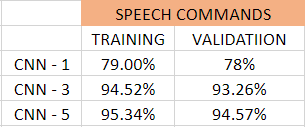 SPEECH COMMANDS
TRAINING VALIDATIION
CNN - 1 79.00% 78%
CNN - 3 94.52% 93.26%
CNN - 5 95.34% 94.57%